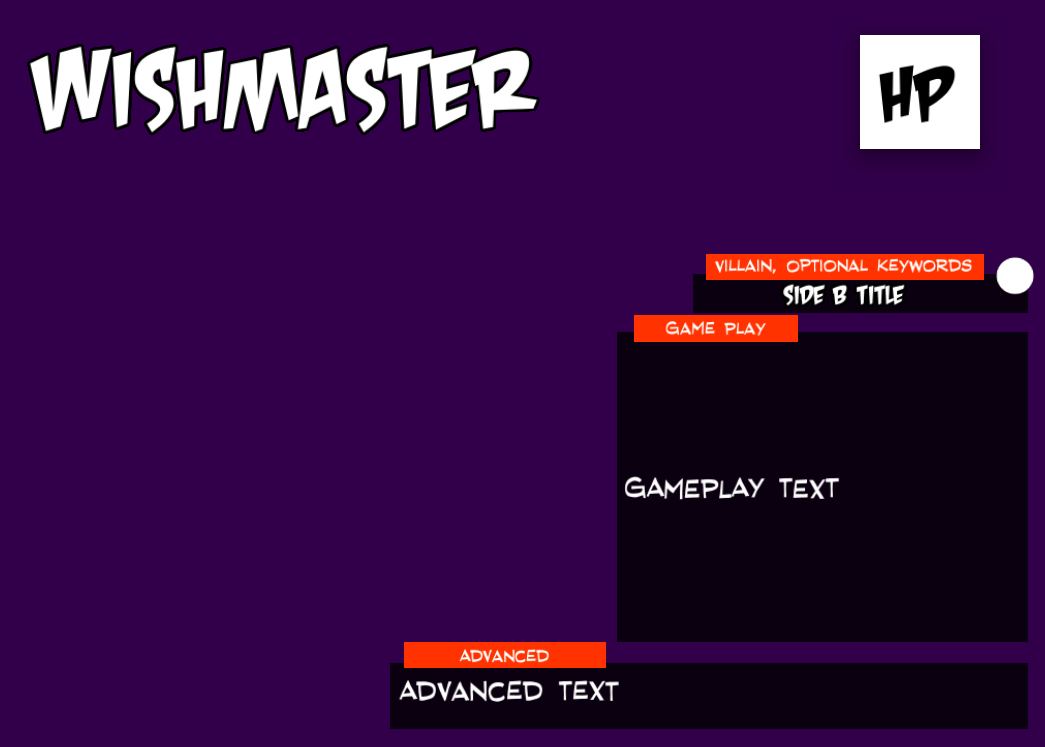 WISHMASTER
HP
VILLAIN, OPTIONAL KEYWORDS
SIDE B TITLE
GAME PLAY
GAMEPLAY TEXT
ADVANCED
ADVANCED TEXT